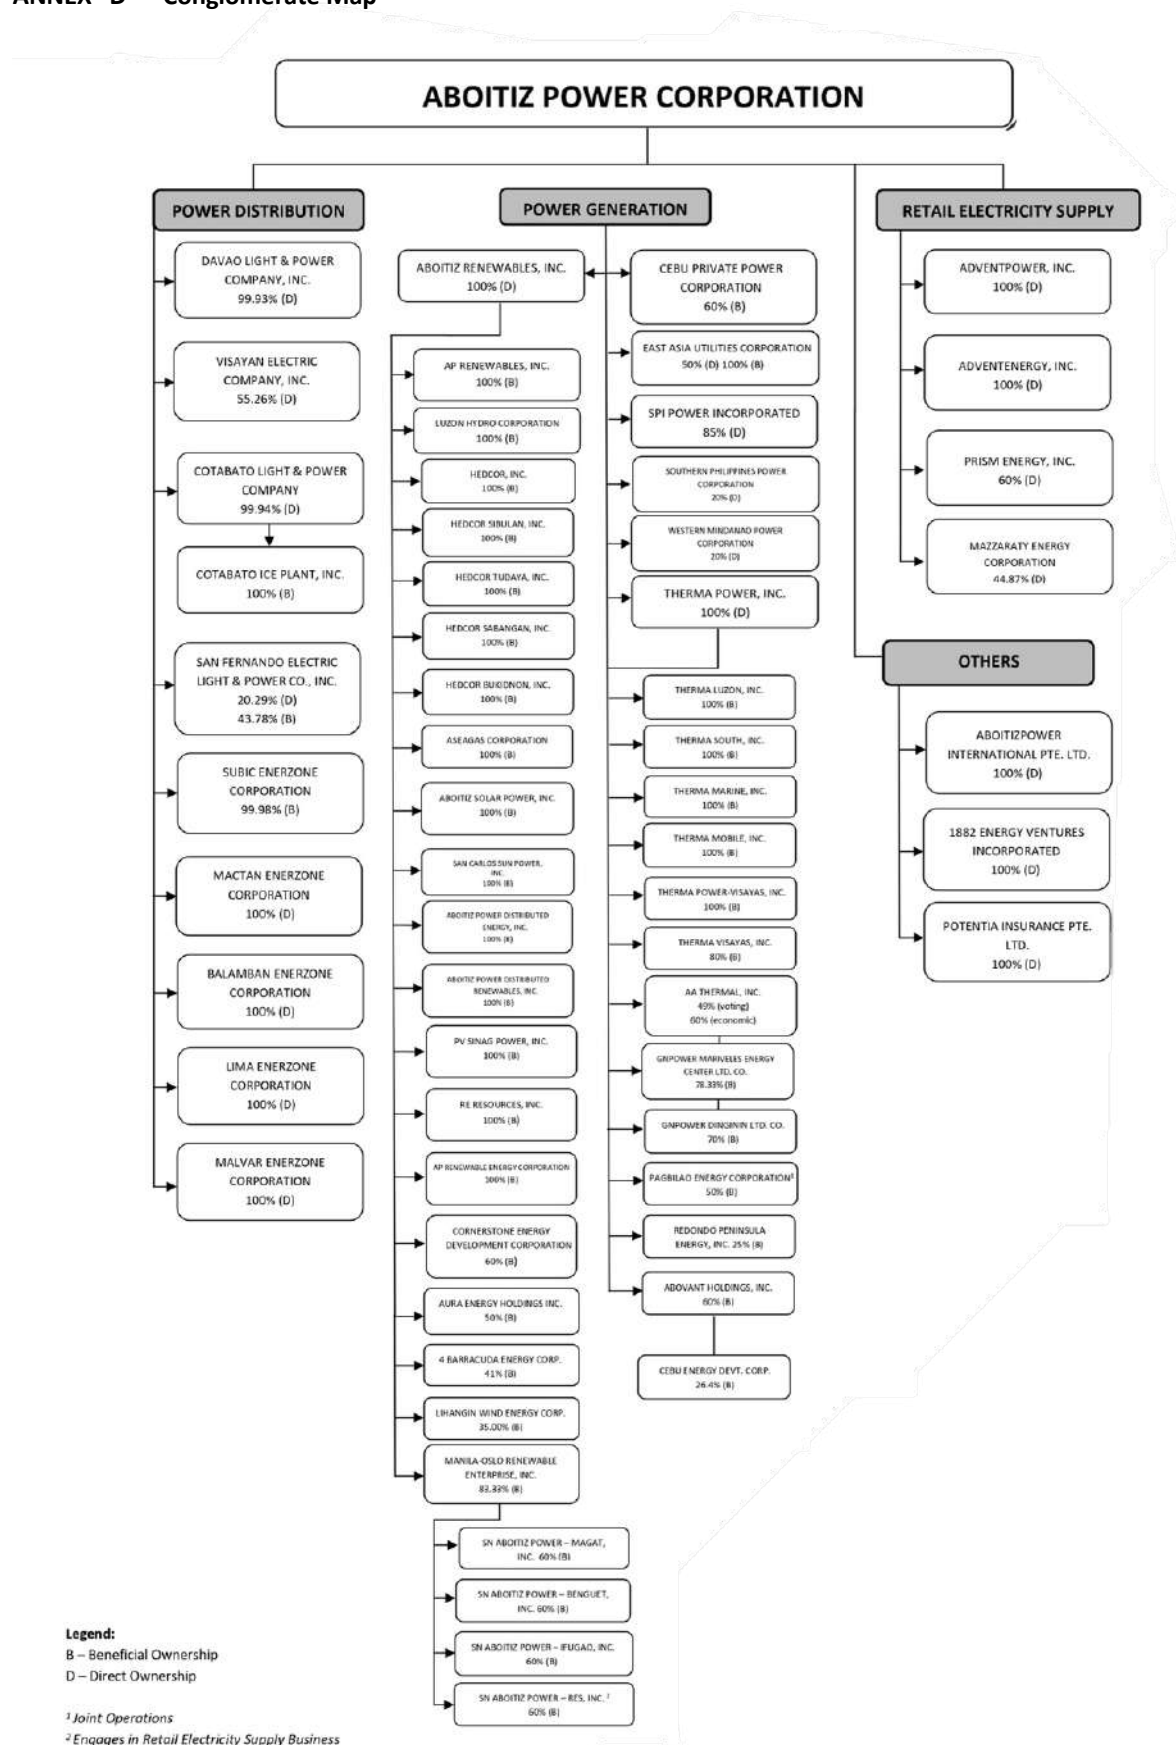 ANNEX "D" – Conglomerate Map
ABOITIZ POWER CORPORATION
POWER DISTRIBUTION
DAVAO LIGHT & POWER
COMPANY, INC.
99.93% (D)
VISAYAN ELECTRIC
COMPANY, INC.
55.26% (D)
COTABATO LIGHT & POWER
COMPANY
99.94% (D)
COTABATO ICE PLANT, INC.
100% (B)
SAN FERNANDO ELECTRIC
LIGHT & POWER CO., INC.
20.29% (D)
43.78% (B)
SUBIC ENERZONE
CORPORATION
99.98% (B)
MACTAN ENERZONE
CORPORATION
100% (D)
BALAMBAN ENERZONE
CORPORATION
100% (D)
LIMA ENERZONE
CORPORATION
100% (D)
MALVAR ENERZONE
CORPORATION
100% (D)
POWER GENERATION
ABOITIZ RENEWABLES, INC.
100% (D)
AP RENEWABLES, INC.
100% (B)
LUZON HYDRO CORPORATION
100% (B)
HEDCOR, INC.
100% (B)
HEDCOR SIBULAN, INC.
100% (B)
HEDCOR TUDAYA, INC.
100% (B)
HEDCOR SABANGAN, INC.
100% (B)
HEDCOR BUKIDNON, INC.
100% (B)
ASEAGAS CORPORATION
100% (B)
ABOITIZ SOLAR POWER, INC.
100% (B)
SAN CARLOS SUN POWER,
INC.
100% (B)
ABOITIZ POWER DISTRIBUTED
ENERGY, INC.
100% (B)
ABOITIZ POWER DISTRIBUTED
RENEWABLES, INC.
100% (B)
PV SINAG POWER, INC.
100% (B)
RE RESOURCES, INC.
100% (B)
AP RENEWABLE ENERGY CORPORATION
100% (B)
CORNERSTONE ENERGY
DEVELOPMENT CORPORATION
60% (B)
AURA ENERGY HOLDINGS INC.
50% (B)
4 BARRACUDA ENERGY CORP.
41% (B)
LIHANGIN WIND ENERGY CORP.
35.00% (B)
MANILA-OSLO RENEWABLE
ENTERPRISE, INC.
83.33% (B)
SN ABOITIZ POWER – MAGAT,
INC. 60% (B)
SN ABOITIZ POWER – BENGUET,
INC. 60% (B)
SN ABOITIZ POWER – IFUGAO, INC.
60% (B)
SN ABOITIZ POWER – RES, INC.
60% (B)
CEBU PRIVATE POWER
CORPORATION
60% (B)
EAST ASIA UTILITIES CORPORATION
50% (D) 100% (B)
SPI POWER INCORPORATED
85% (D)
SOUTHERN PHILIPPINES POWER
CORPORATION
20% (D)
WESTERN MINDANAO POWER
CORPORATION
20% (D)
THERMA POWER, INC.
100% (D)
THERMA LUZON, INC.
100% (B)
THERMA SOUTH, INC.
100% (B)
THERMA MARINE, INC.
100% (B)
THERMA MOBILE, INC.
100% (B)
THERMA POWER-VISAYAS, INC.
100% (B)
THERMA VISAYAS, INC.
80% (B)
AA THERMAL, INC.
49% (voting)
60% (economic)
GNPOWER MARIVELES ENERGY
CENTER LTD. CO.
78.33% (B)
GNPOWER DINGININ LTD. CO.
70% (B)
PAGBILAO ENERGY CORPORATION¹
50% (B)
REDONDO PENINSULA
ENERGY, INC. 25% (B)
ABOVANT HOLDINGS, INC.
60% (B)
CEBU ENERGY DEVT. CORP.
26.4% (B)
RETAIL ELECTRICITY SUPPLY
ADVENTPOWER, INC.
100% (D)
ADVENTENERGY, INC.
100% (D)
PRISM ENERGY, INC.
60% (D)
MAZZARATY ENERGY
CORPORATION
44.87% (D)
OTHERS
ABOITIZPOWER
INTERNATIONAL PTE. LTD.
100% (D)
1882 ENERGY VENTURES
INCORPORATED
100% (D)
POTENTIA INSURANCE PTE.
LTD.
100% (D)
Legend:
B – Beneficial Ownership
D – Direct Ownership
¹ Joint Operations
² Engages in Retail Electricity Supply Business